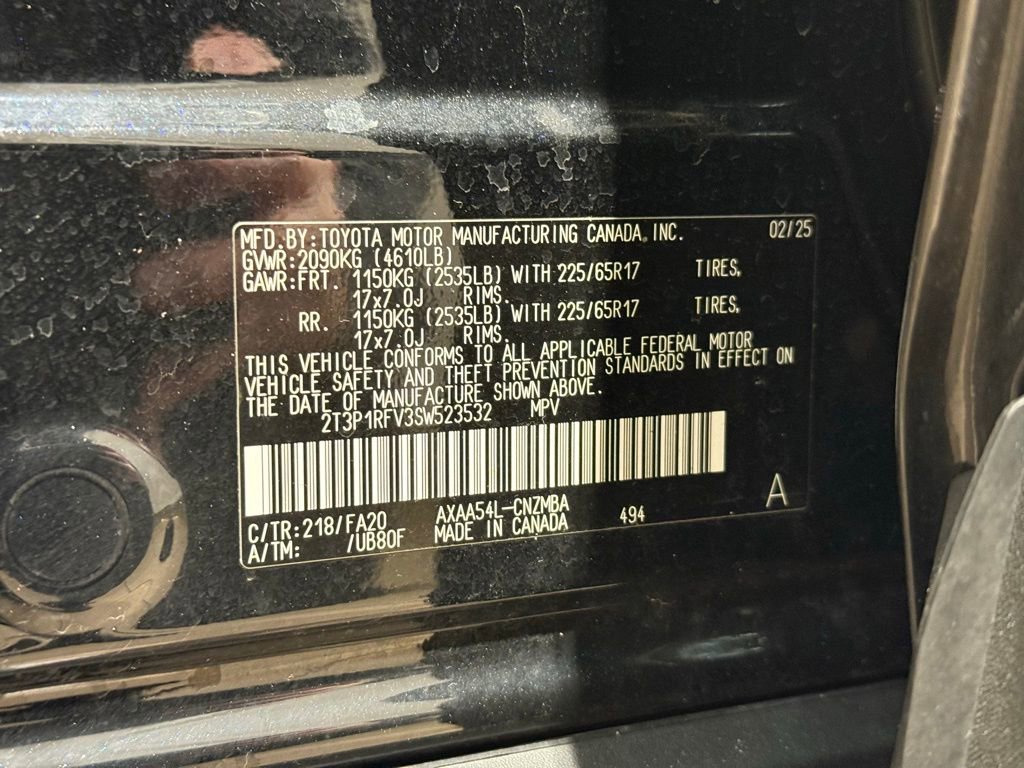 MFD.BY:TOYOTA MOTOR MANUFACTURING CANADA, INC. 02/25
GVWR:2090KG (4610LB)
GAWR:FRT. 1150KG (2535LB) WITH 225/65R17 TIRES,
17x7.0J RIMS.
RR. 1150KG (2535LB) WITH 225/65R17 TIRES,
17x7.0J RIMS.
THIS VEHICLE CONFORMS TO ALL APPLICABLE FEDERAL MOTOR
VEHICLE SAFETY AND THEFT PREVENTION STANDARDS IN EFFECT ON
THE DATE OF MANUFACTURE SHOWN ABOVE.
2T3P1RFV3SW523532 MPV
C/TR:218/FA20 AXAA54L-CNZMBA 494 A
A/TM: /UB80F MADE IN CANADA